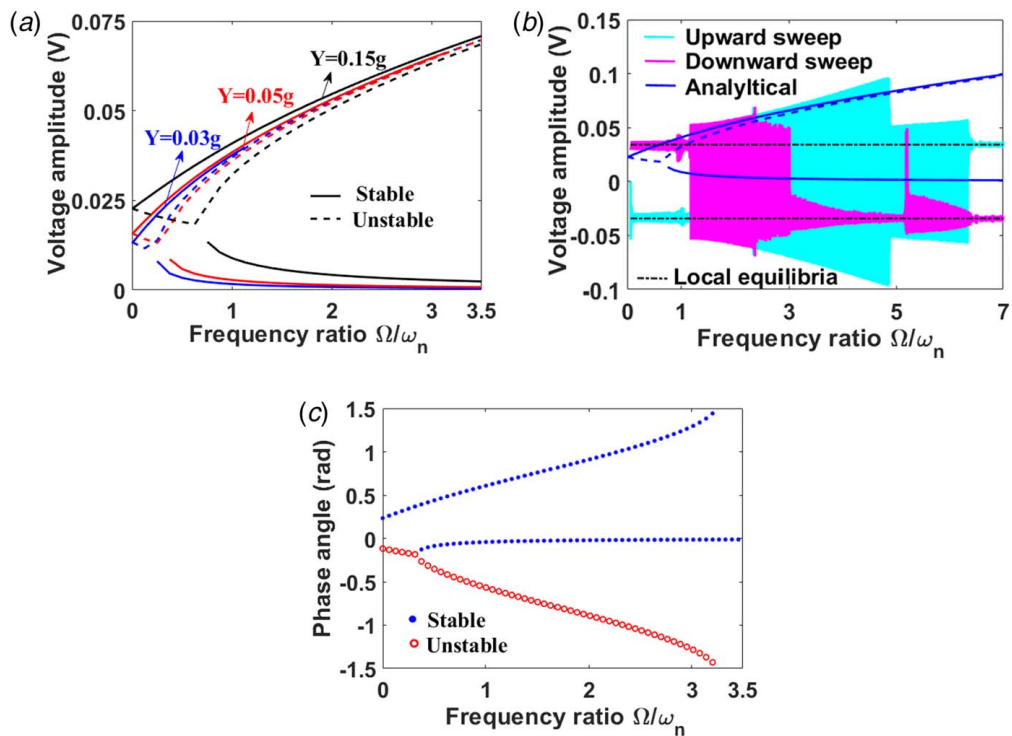 (a)
0.075
0.05
0.025
0
Voltage amplitude (V)
Y=0.15g
Y=0.05g
Y=0.03g
Stable
Unstable
0 1 2 3 3.5
Frequency ratio Ω/ωn
(b)
0.15
0.1
0.05
0
-0.05
-0.1
Voltage amplitude (V)
Upward sweep
Downward sweep
Analyltical
Local equilibria
0 1 3 5 7
Frequency ratio Ω/ωn
(c)
1.5
1
0.5
0
-0.5
-1
-1.5
Phase angle (rad)
Stable
Unstable
0 1 2 3 3.5
Frequency ratio Ω/ωn